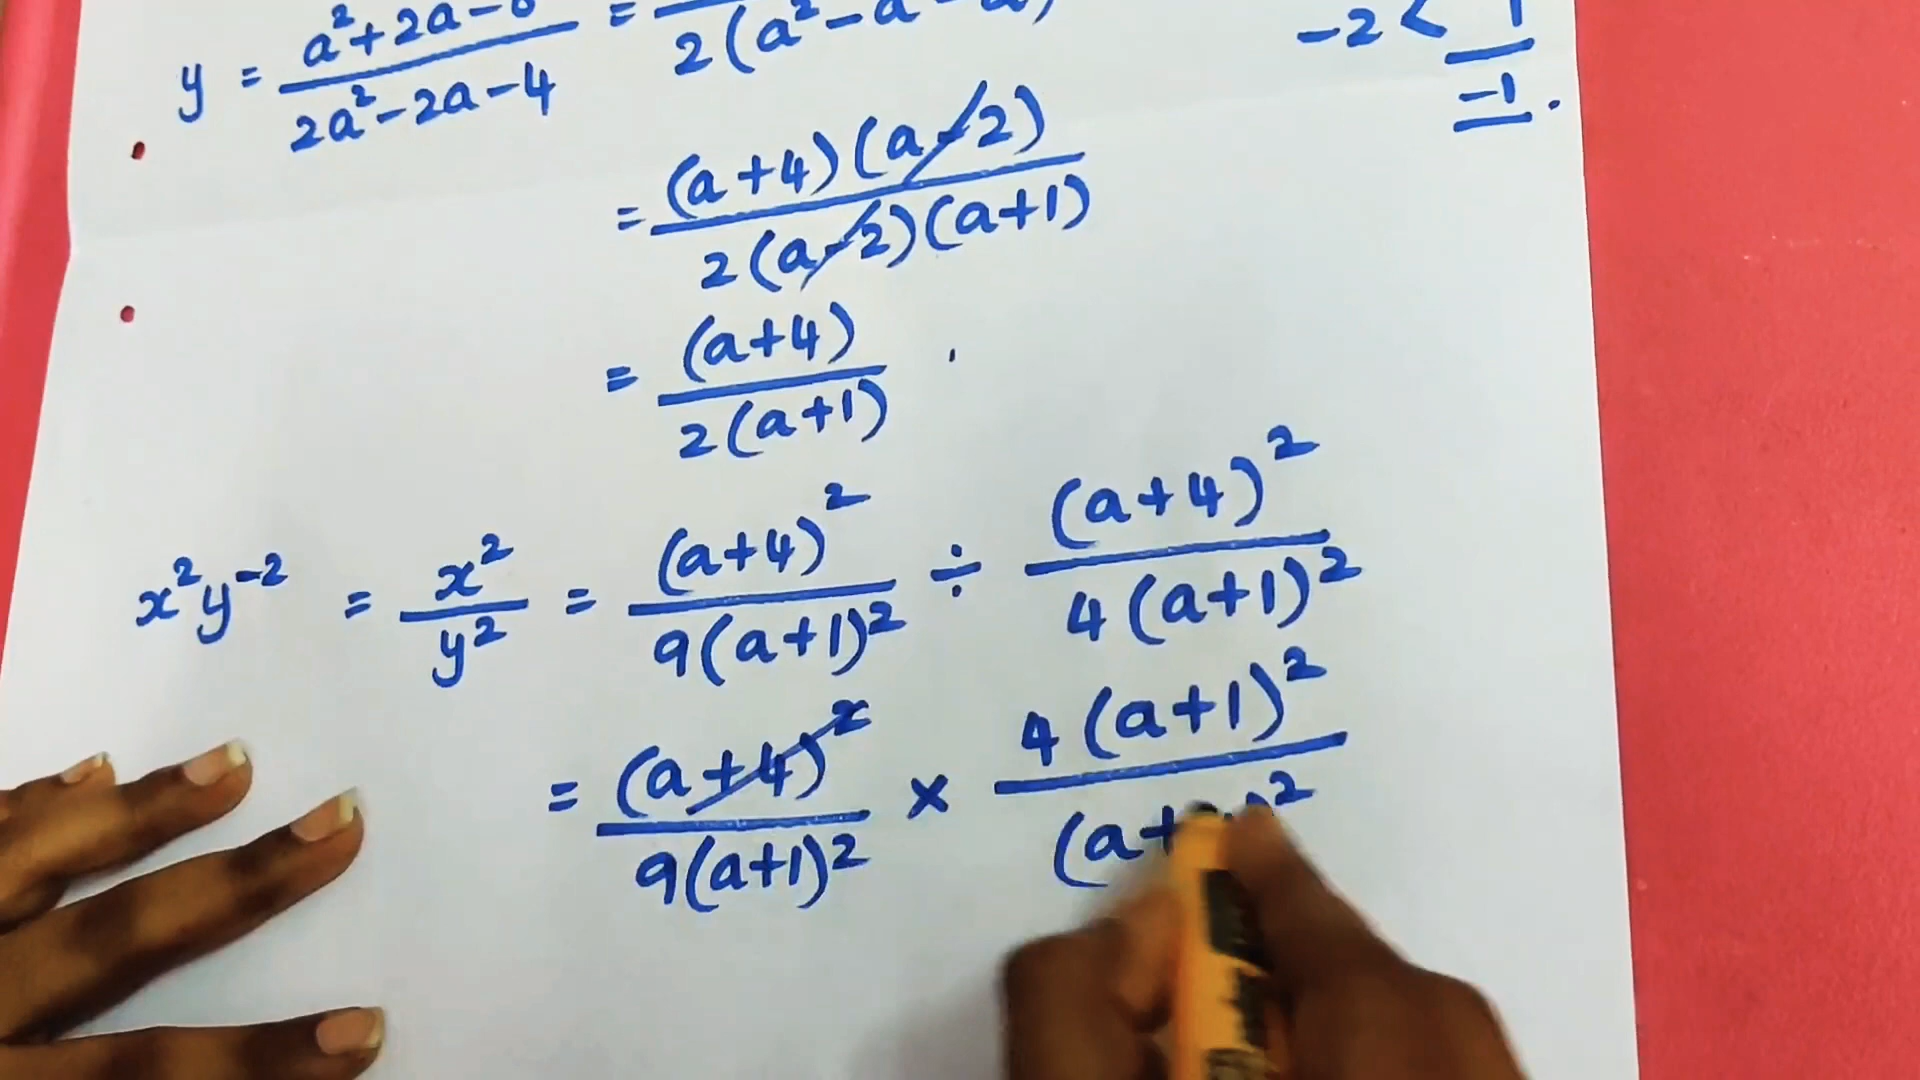 y = (a²+2a-8)/(2a²-2a-4) = 2(a²-a-2)
-2 < 1
-1.
= (a+4)(a-2)/2(a-2)(a+1)
= (a+4)/2(a+1)
x²y⁻² = x²/y² = (a+4)²/9(a+1)² ÷ (a+4)²/4(a+1)²
= (a+4)²/9(a+1)² × 4(a+1)²/(a+ )²